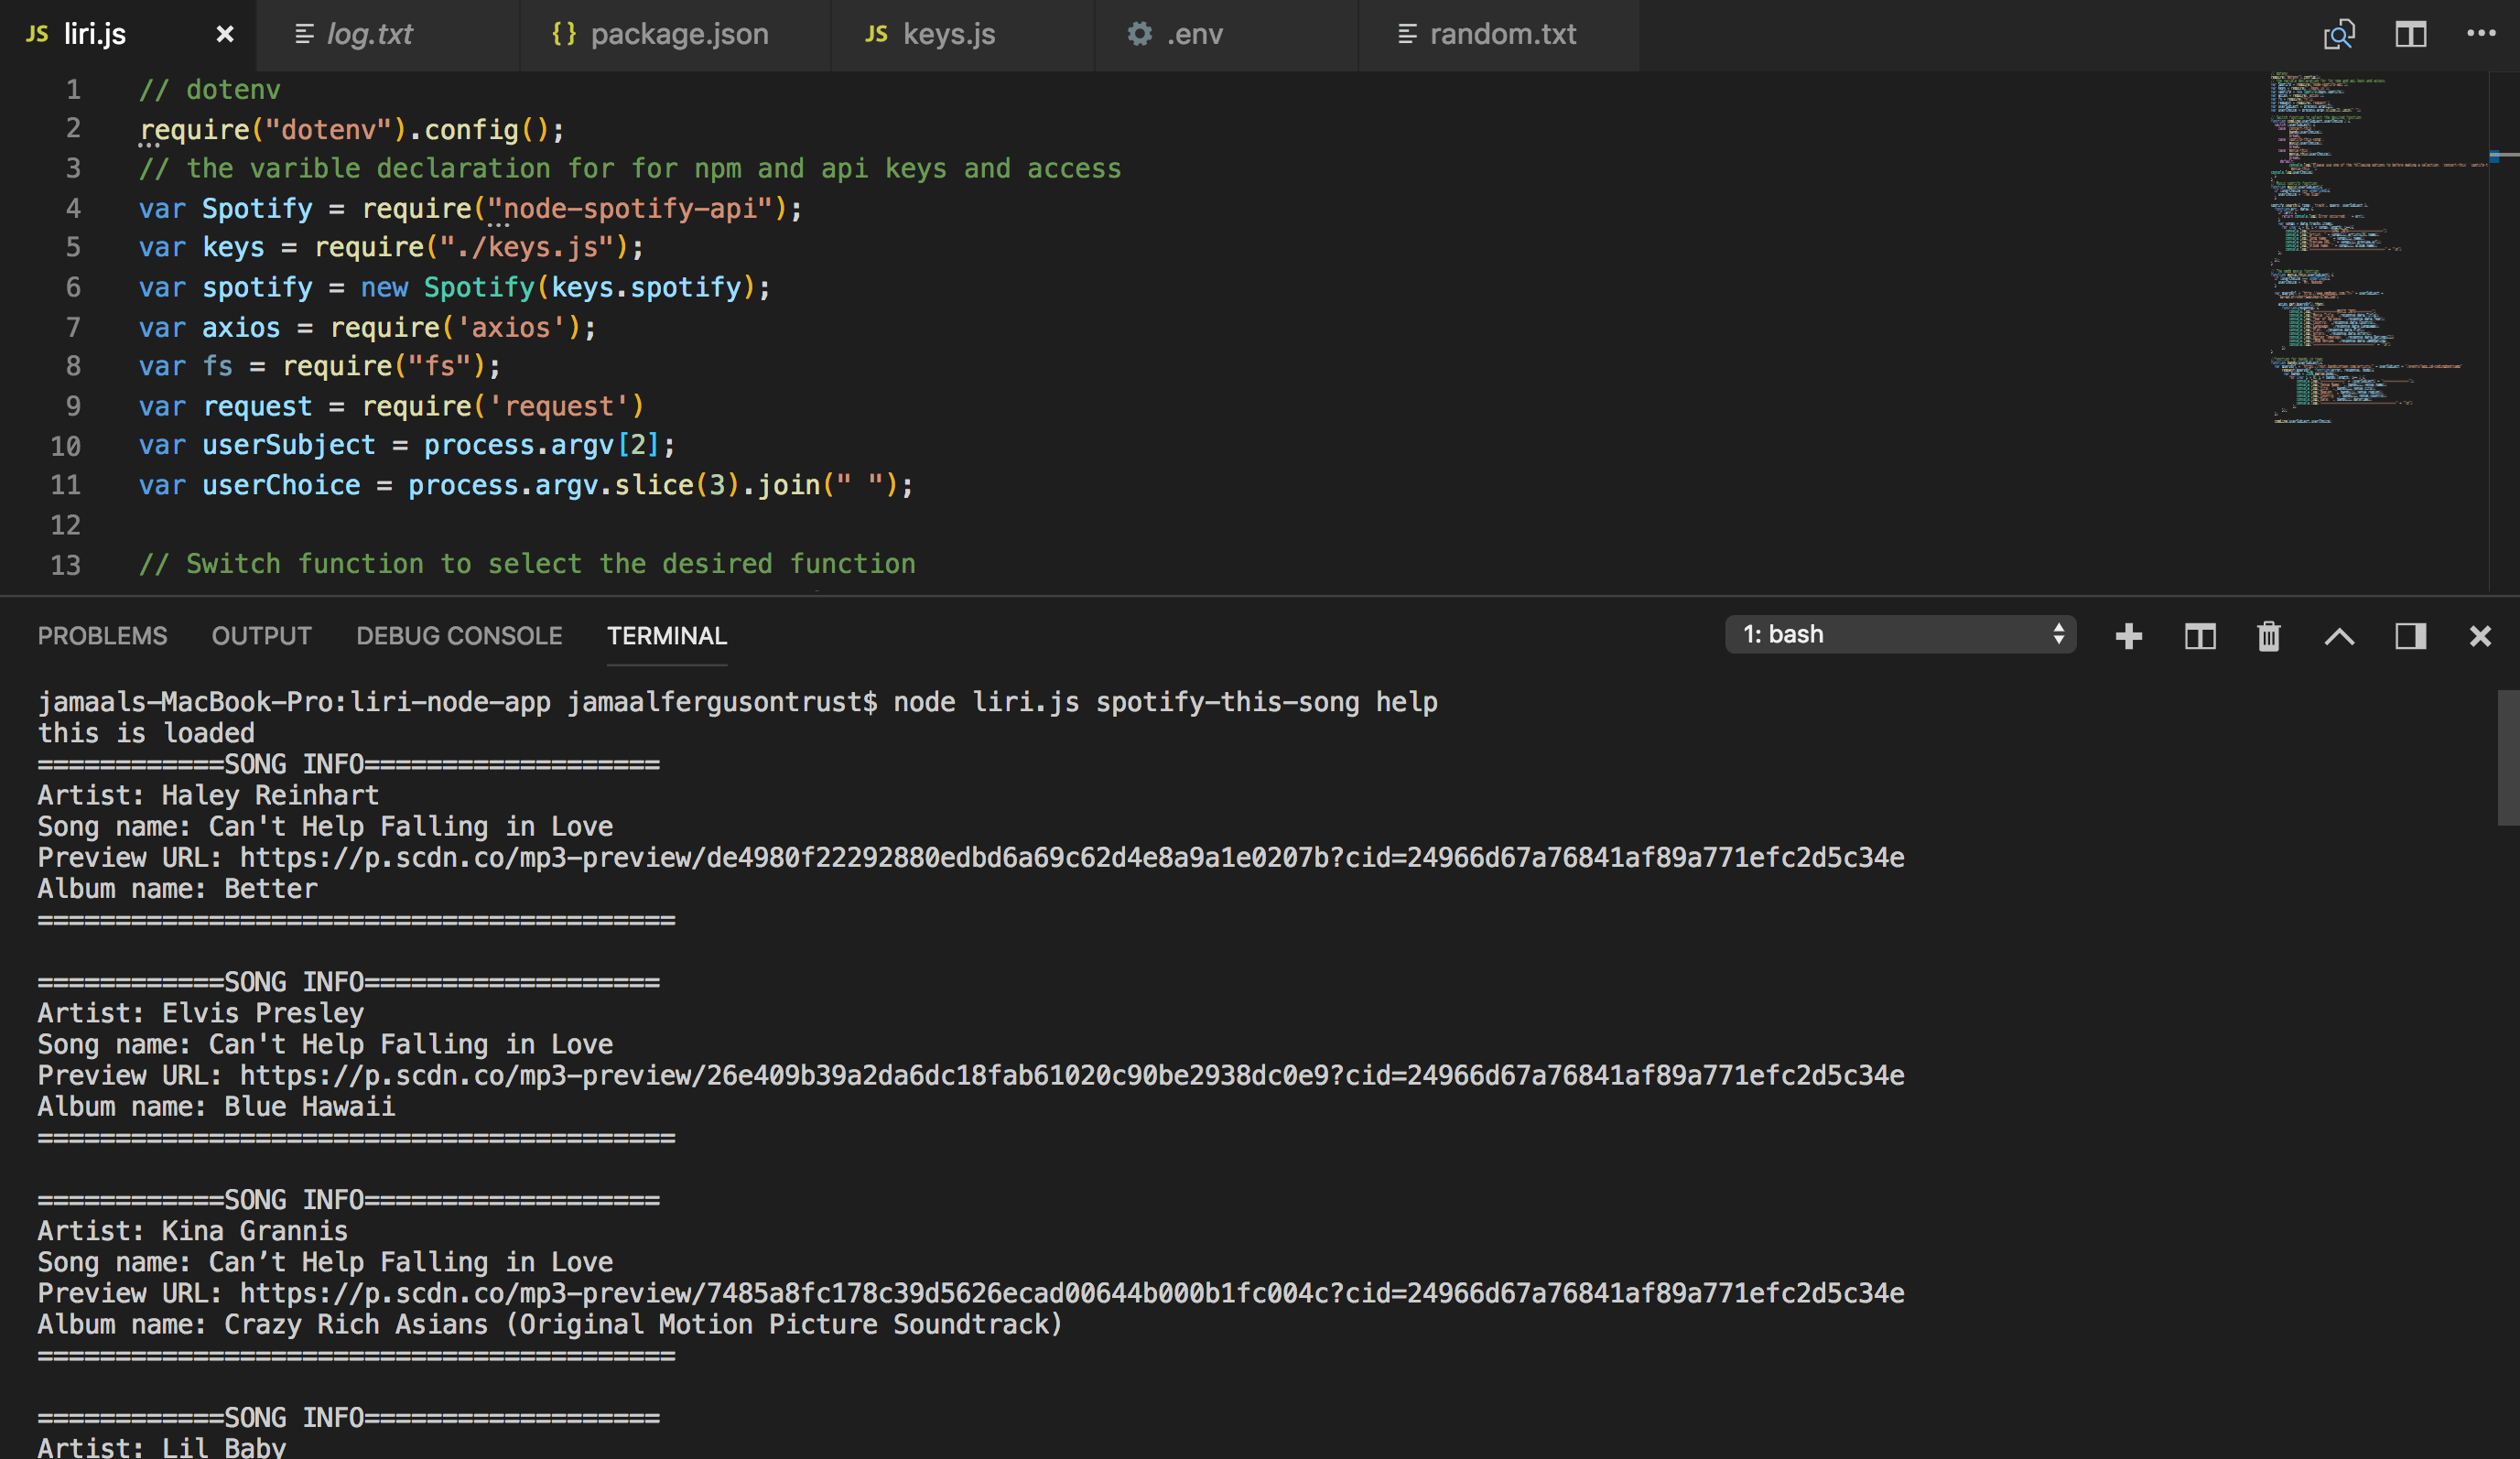 JS liri.js × log.txt {} package.json JS keys.js .env random.txt
1 // dotenv
2 require("dotenv").config();
3 // the varible declaration for for npm and api keys and access
4 var Spotify = require("node-spotify-api");
5 var keys = require("./keys.js");
6 var spotify = new Spotify(keys.spotify);
7 var axios = require('axios');
8 var fs = require("fs");
9 var request = require('request')
10 var userSubject = process.argv[2];
11 var userChoice = process.argv.slice(3).join(" ");
12
13 // Switch function to select the desired function
PROBLEMS OUTPUT DEBUG CONSOLE TERMINAL 1: bash
jamaals-MacBook-Pro:liri-node-app jamaalfergusontrust$ node liri.js spotify-this-song help
this is loaded
============SONG INFO===================
Artist: Haley Reinhart
Song name: Can't Help Falling in Love
Preview URL: https://p.scdn.co/mp3-preview/de4980f22292880edbd6a69c62d4e8a9a1e0207b?cid=24966d67a76841af89a771efc2d5c34e
Album name: Better
=========================================
============SONG INFO===================
Artist: Elvis Presley
Song name: Can't Help Falling in Love
Preview URL: https://p.scdn.co/mp3-preview/26e409b39a2da6dc18fab61020c90be2938dc0e9?cid=24966d67a76841af89a771efc2d5c34e
Album name: Blue Hawaii
=========================================
============SONG INFO===================
Artist: Kina Grannis
Song name: Can’t Help Falling in Love
Preview URL: https://p.scdn.co/mp3-preview/7485a8fc178c39d5626ecad00644b000b1fc004c?cid=24966d67a76841af89a771efc2d5c34e
Album name: Crazy Rich Asians (Original Motion Picture Soundtrack)
=========================================
============SONG INFO===================
Artist: Lil Baby